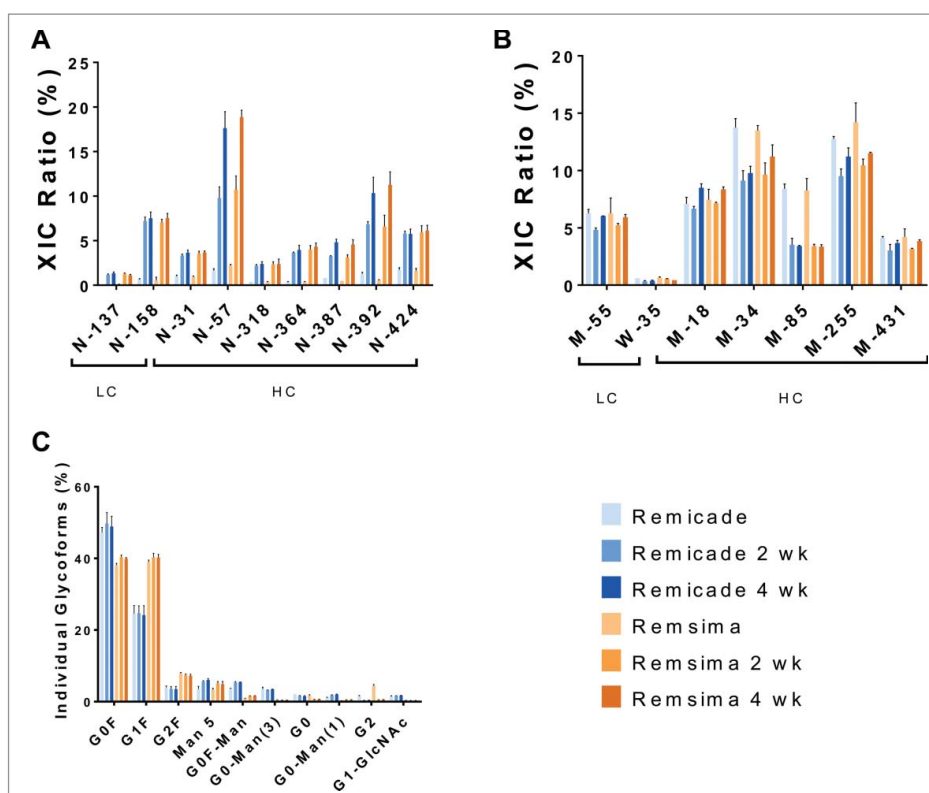 A
XIC Ratio (%)
25
20
15
10
5
0
N-137
N-158
N-31
N-57
N-318
N-364
N-387
N-392
N-424
LC
HC
B
XIC Ratio (%)
20
15
10
5
0
M-55
W-35
M-18
M-34
M-85
M-255
M-431
LC
HC
C
Individual Glycoforms (%)
60
40
20
0
G0F
G1F
G2F
Man 5
G0F-Man
G0-Man(3)
G0
G0-Man(1)
G2
G1-GlcNAc
Remicade
Remicade 2 wk
Remicade 4 wk
Remsima
Remsima 2 wk
Remsima 4 wk